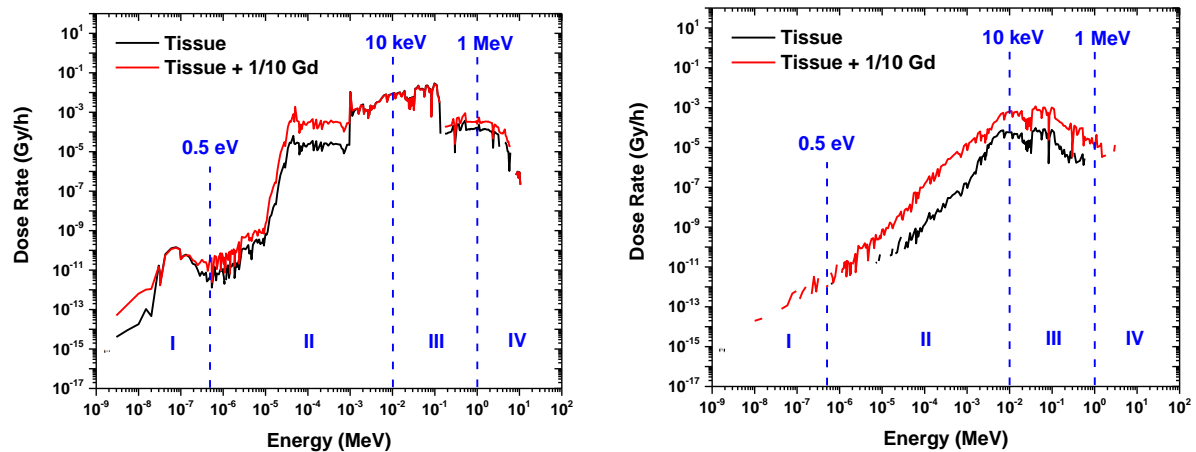 Tissue
Tissue + 1/10 Gd
10 keV
1 MeV
0.5 eV
I
II
III
IV
Dose Rate (Gy/h)
10¹
10⁻¹
10⁻³
10⁻⁵
10⁻⁷
10⁻⁹
10⁻¹¹
10⁻¹³
10⁻¹⁵
10⁻¹⁷
10⁻⁹ 10⁻⁸ 10⁻⁷ 10⁻⁶ 10⁻⁵ 10⁻⁴ 10⁻³ 10⁻² 10⁻¹ 10⁰ 10¹ 10²
Energy (MeV)
Tissue
Tissue + 1/10 Gd
10 keV
1 MeV
0.5 eV
I
II
III
IV
Dose Rate (Gy/h)
10¹
10⁻¹
10⁻³
10⁻⁵
10⁻⁷
10⁻⁹
10⁻¹¹
10⁻¹³
10⁻¹⁵
10⁻¹⁷
10⁻⁹ 10⁻⁸ 10⁻⁷ 10⁻⁶ 10⁻⁵ 10⁻⁴ 10⁻³ 10⁻² 10⁻¹ 10⁰ 10¹ 10²
Energy (MeV)